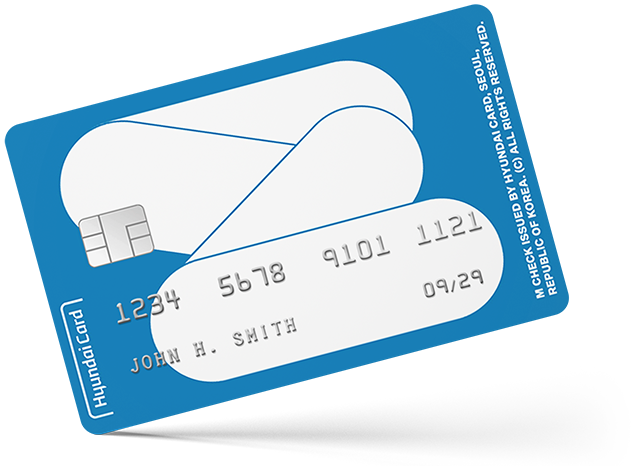 M CHECK ISSUED BY HYUNDAI CARD, SEOUL,
REPUBLIC OF KOREA. (C) ALL RIGHTS RESERVED.
1234 5678 9101 1121
09/29
JOHN H. SMITH
Hyundai Card